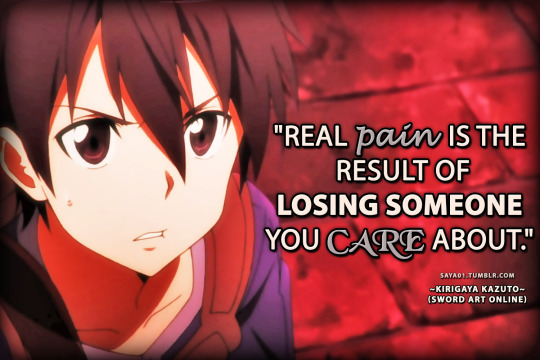 "REAL pain IS THE
RESULT OF
LOSING SOMEONE
YOU CARE ABOUT."
SAYA01.TUMBLR.COM
~KIRIGAYA KAZUTO~
(SWORD ART ONLINE)